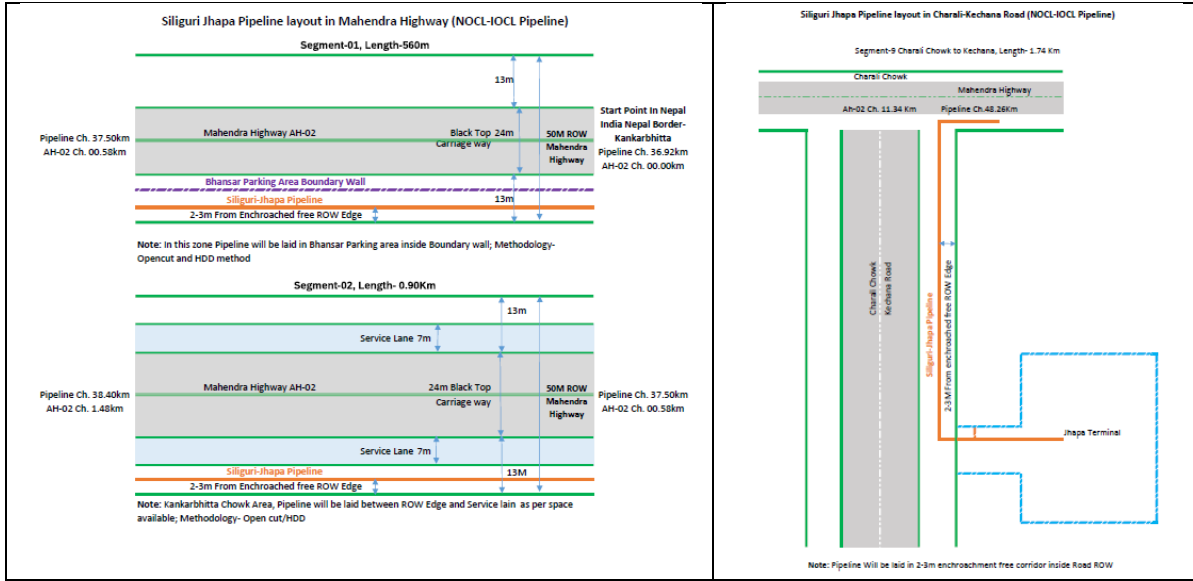 Siliguri Jhapa Pipeline layout in Mahendra Highway (NOCL-IOCL Pipeline)
Segment-01, Length-560m
13m
Pipeline Ch. 37.50km
AH-02 Ch. 00.58km
Mahendra Highway AH-02
Black Top 24m
Carriage way
50M ROW
Mahendra
Highway
Start Point In Nepal
India Nepal Border-
Kankarbhitta
Pipeline Ch. 36.92km
AH-02 Ch. 00.00km
Bhansar Parking Area Boundary Wall
Siliguri-Jhapa Pipeline
13m
2-3m From Enchroached free ROW Edge
Note: In this zone Pipeline will be laid in Bhansar Parking area inside Boundary wall; Methodology-
Opencut and HDD method
Segment-02, Length- 0.90Km
13m
Service Lane 7m
Pipeline Ch. 38.40km
AH-02 Ch. 1.48km
Mahendra Highway AH-02
24m Black Top
Carriage way
50M ROW
Mahendra
Highway
Pipeline Ch. 37.50km
AH-02 Ch. 00.58km
Service Lane 7m
Siliguri-Jhapa Pipeline
13M
2-3m From Enchroached free ROW Edge
Note: Kankarbhitta Chowk Area, Pipeline will be laid between ROW Edge and Service lain as per space
available; Methodology- Open cut/HDD
Siliguri Jhapa Pipeline layout in Charali-Kechana Road (NOCL-IOCL Pipeline)
Segment-9 Charali Chowk to Kechana, Length- 1.74 Km
Charali Chowk
Mahendra Highway
Ah-02 Ch. 11.34 Km
Pipeline Ch.48.26Km
Charali Chowk
Kechana Road
Siliguri-Jhapa Pipeline
2-3M From enchroached free ROW Edge
Jhapa Terminal
Note: Pipeline Will be laid in 2-3m enchroachment free corridor inside Road ROW